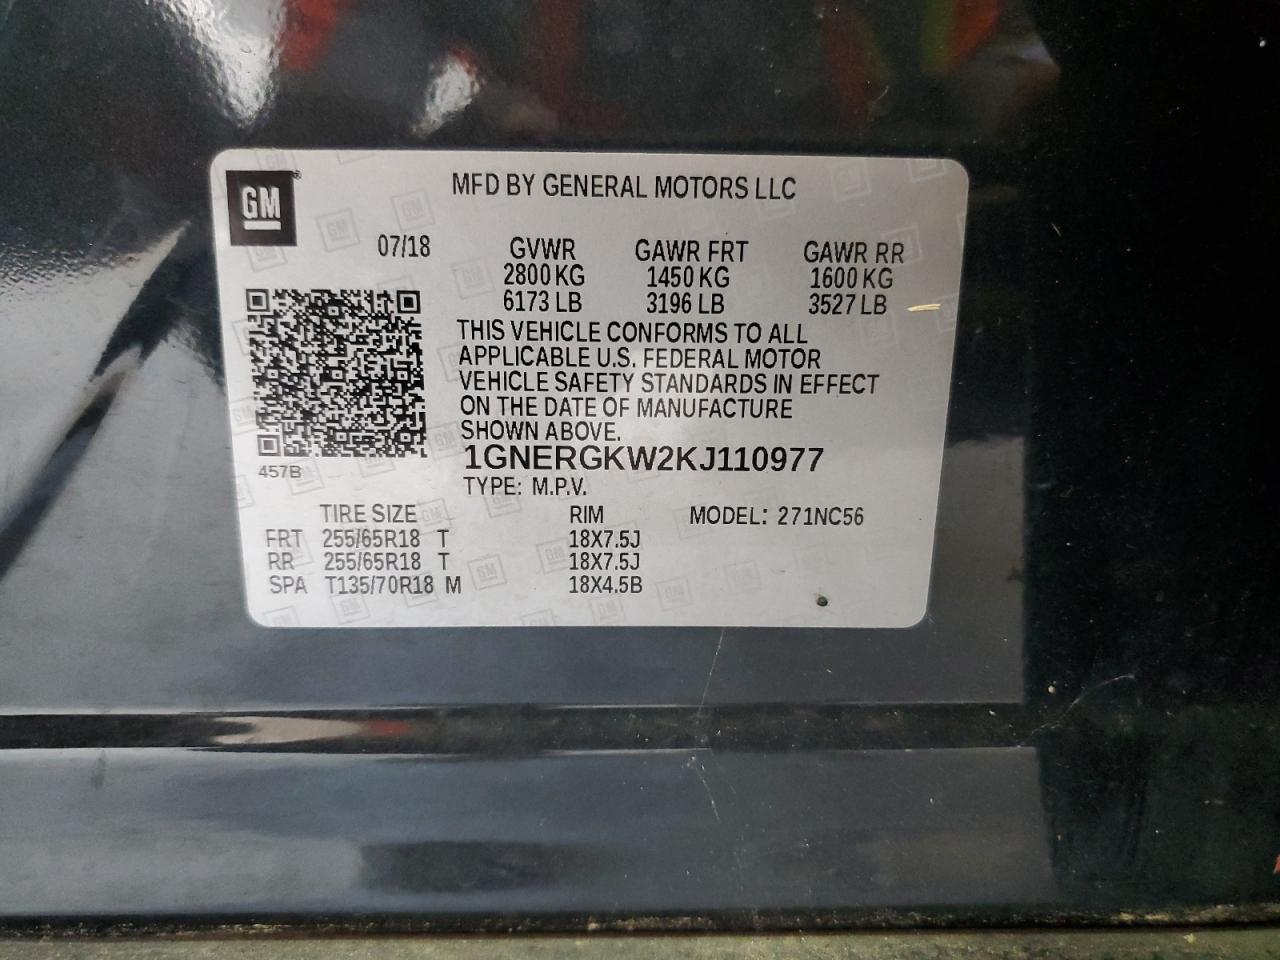 GM®
MFD BY GENERAL MOTORS LLC
07/18 GVWR GAWR FRT GAWR RR
2800 KG 1450 KG 1600 KG
6173 LB 3196 LB 3527 LB
THIS VEHICLE CONFORMS TO ALL
APPLICABLE U.S. FEDERAL MOTOR
VEHICLE SAFETY STANDARDS IN EFFECT
ON THE DATE OF MANUFACTURE
SHOWN ABOVE.
457B
1GNERGKW2KJ110977
TYPE: M.P.V.
TIRE SIZE RIM MODEL: 271NC56
FRT 255/65R18 T 18X7.5J
RR 255/65R18 T 18X7.5J
SPA T135/70R18 M 18X4.5B